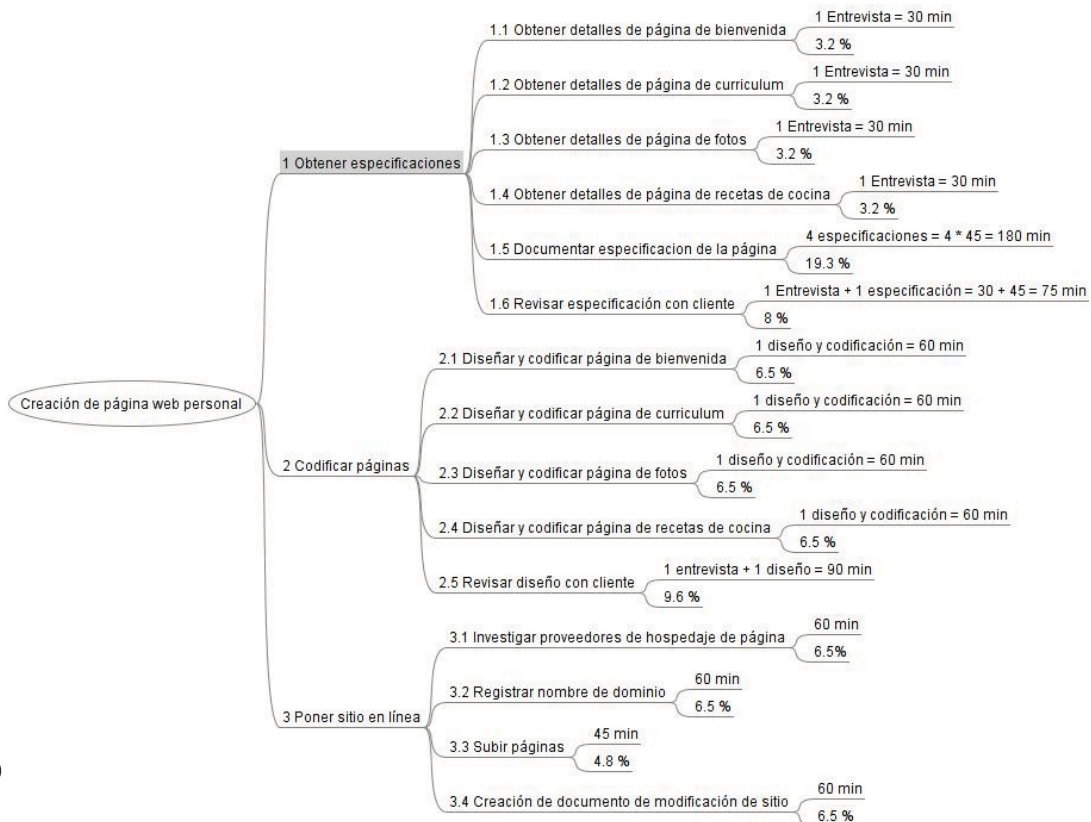 Creación de página web personal
1 Obtener especificaciones
1.1 Obtener detalles de página de bienvenida
1 Entrevista = 30 min
3.2 %
1.2 Obtener detalles de página de curriculum
1 Entrevista = 30 min
3.2 %
1.3 Obtener detalles de página de fotos
1 Entrevista = 30 min
3.2 %
1.4 Obtener detalles de página de recetas de cocina
1 Entrevista = 30 min
3.2 %
1.5 Documentar especificacion de la página
4 especificaciones = 4 * 45 = 180 min
19.3 %
1.6 Revisar especificación con cliente
1 Entrevista + 1 especificación = 30 + 45 = 75 min
8 %
2 Codificar páginas
2.1 Diseñar y codificar página de bienvenida
1 diseño y codificación = 60 min
6.5 %
2.2 Diseñar y codificar página de curriculum
1 diseño y codificación = 60 min
6.5 %
2.3 Diseñar y codificar página de fotos
1 diseño y codificación = 60 min
6.5 %
2.4 Diseñar y codificar página de recetas de cocina
1 diseño y codificación = 60 min
6.5 %
2.5 Revisar diseño con cliente
1 entrevista + 1 diseño = 90 min
9.6 %
3 Poner sitio en línea
3.1 Investigar proveedores de hospedaje de página
60 min
6.5%
3.2 Registrar nombre de dominio
60 min
6.5 %
3.3 Subir páginas
45 min
4.8 %
3.4 Creación de documento de modificación de sitio
60 min
6.5 %